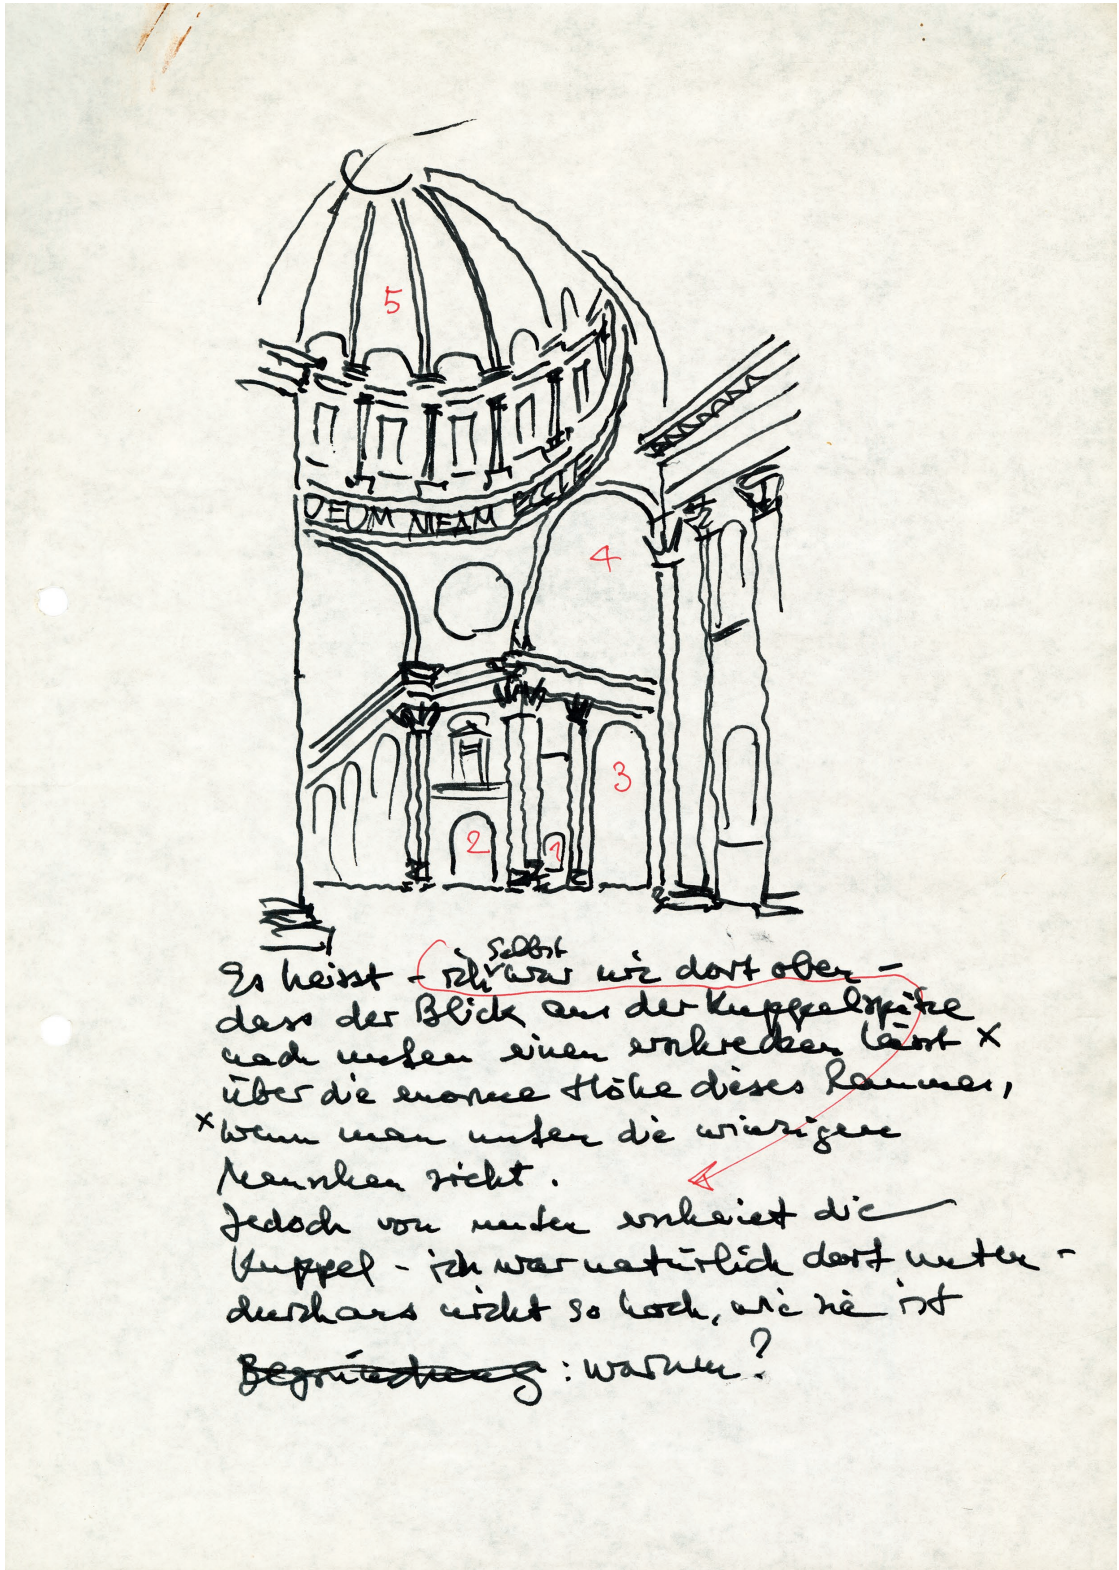 5
DEUM MEAM
4
3
2
1
selbst
Es heisst - ich war nie dort oben -
dass der Blick aus der Kuppelspitze
nach unten einen erschrecken lässt x
über die enorme Höhe dieses Raumes,
x wenn man unten die winzigen
Menschen sieht.
Jedoch von unten erscheint die
Kuppel - ich war natürlich dort unten -
durchaus nicht so hoch, wie sie ist
Begründung : warum?